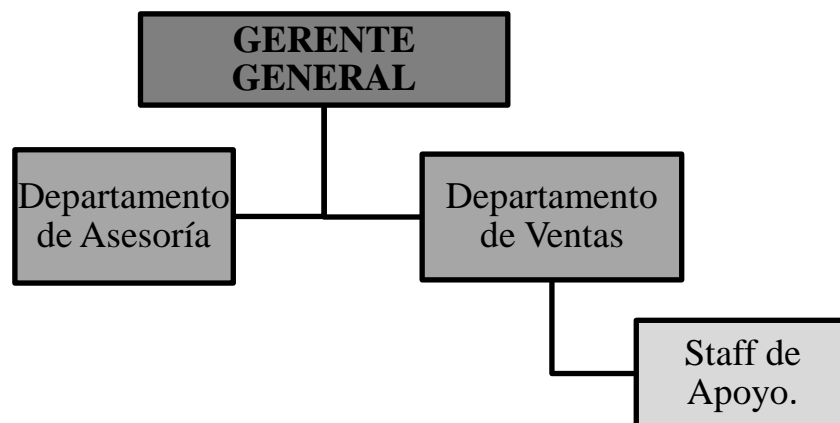 GERENTE
GENERAL
Departamento
de Asesoría
Departamento
de Ventas
Staff de
Apoyo.